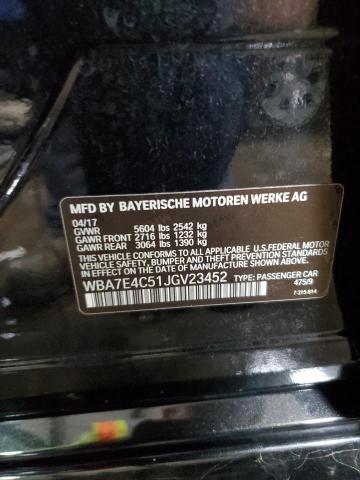 MFD BY BAYERISCHE MOTOREN WERKE AG
04/17
GVWR 5604 lbs 2542 kg
GAWR FRONT 2716 lbs 1232 kg
GAWR REAR 3064 lbs 1390 kg
THIS VEHICLE CONFORMS TO ALL APPLICABLE U.S.FEDERAL MOTOR
VEHICLE SAFETY, BUMPER, AND THEFT PREVENTION STANDARDS
IN EFFECT ON THE DATE OF MANUFACTURE SHOWN ABOVE.
WBA7E4C51JGV23452 TYPE: PASSENGER CAR
475/9